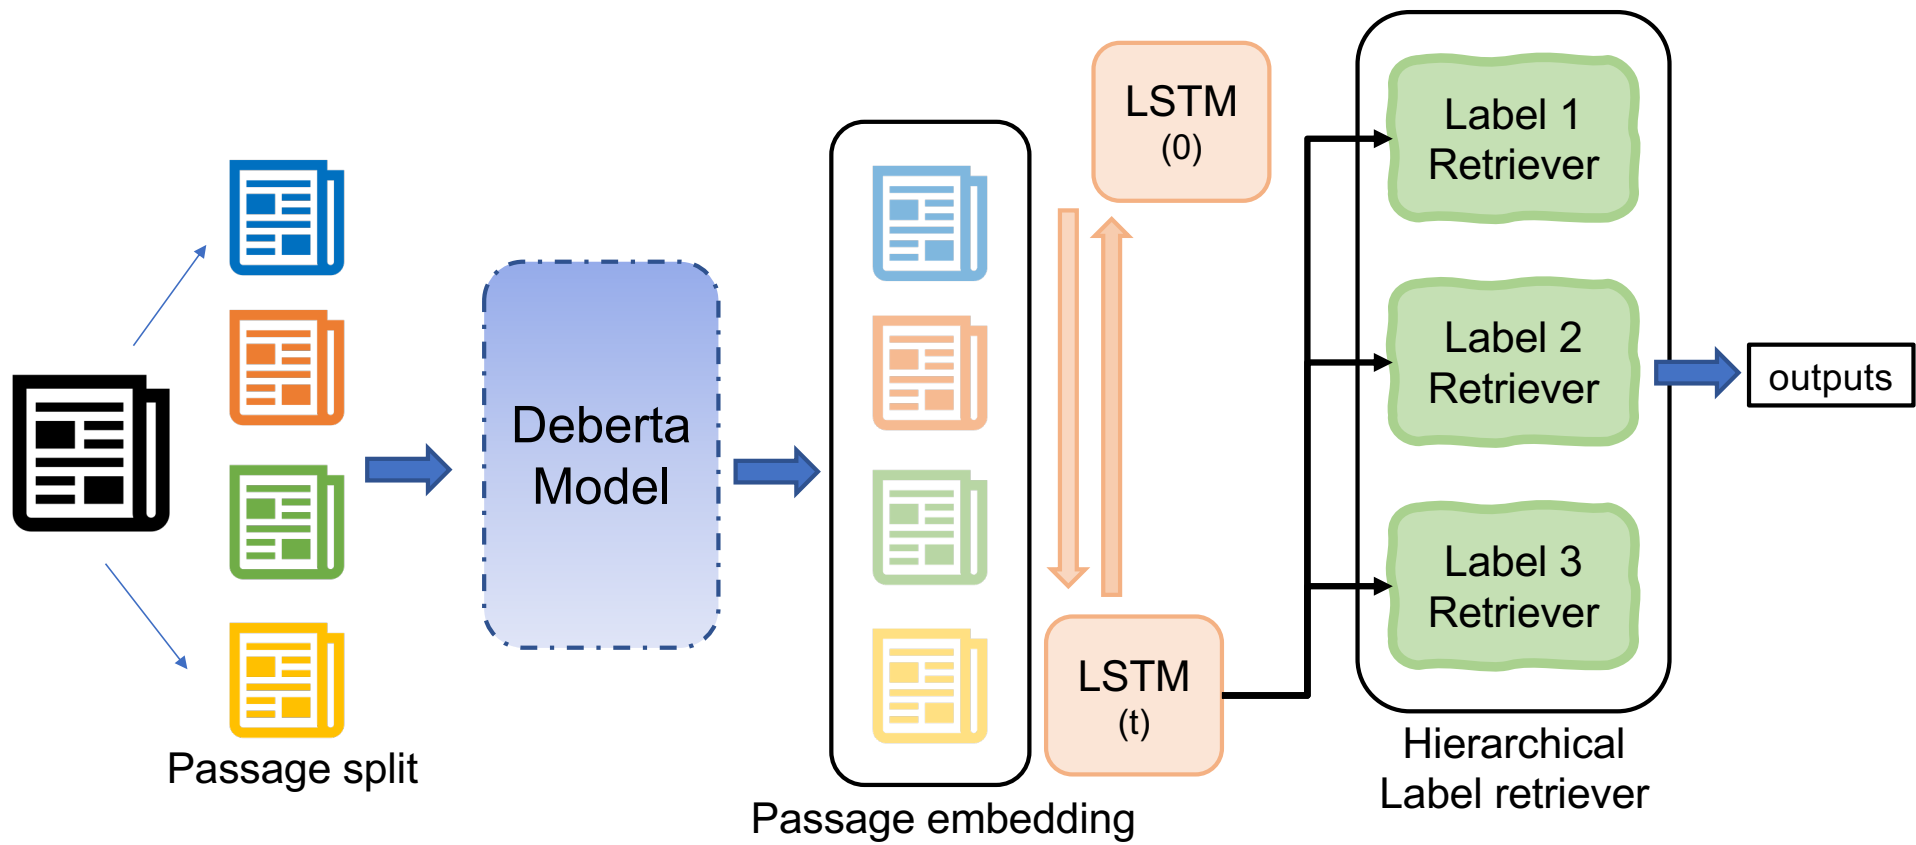 Passage split
Deberta
Model
Passage embedding
LSTM
(0)
LSTM
(t)
Label 1
Retriever
Label 2
Retriever
Label 3
Retriever
Hierarchical
Label retriever
outputs